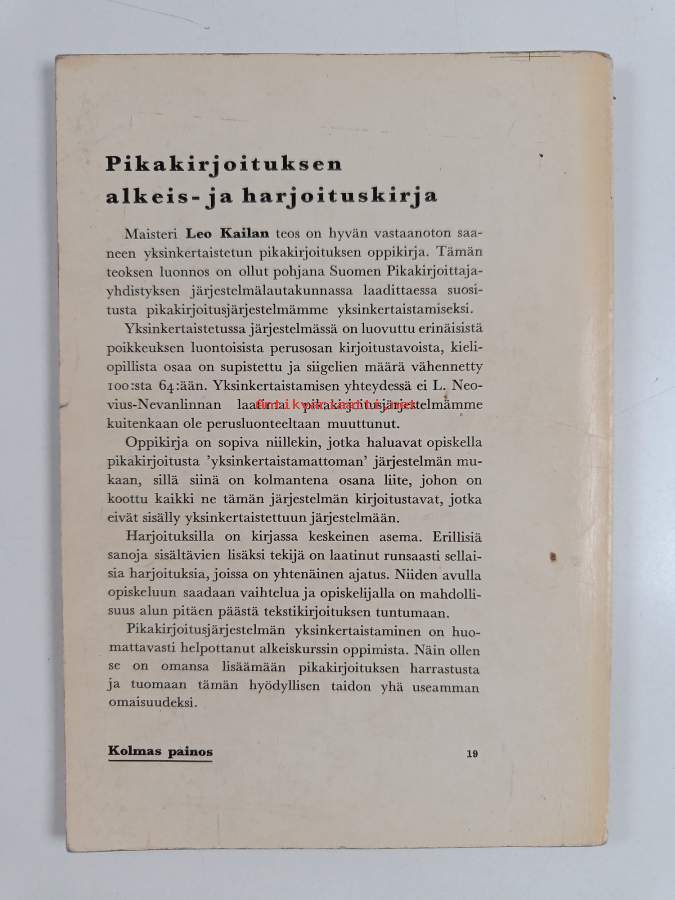 Pikakirjoituksen
alkeis- ja harjoituskirja
Maisteri Leo Kailan teos on hyvän vastaanoton saa-
neen yksinkertaistetun pikakirjoituksen oppikirja. Tämän
teoksen luonnos on ollut pohjana Suomen Pikakirjoittaja-
yhdistyksen järjestelmälautakunnassa laadittaessa suosi-
tusta pikakirjoitusjärjestelmämme yksinkertaistamiseksi.
Yksinkertaistetussa järjestelmässä on luovuttu erinäisistä
poikkeuksen luontoisista perusosan kirjoitustavoista, kieli-
opillista osaa on supistettu ja siigelien määrä vähennetty
100:sta 64:ään. Yksinkertaistamisen yhteydessä ei L. Neo-
vius-Nevanlinnan laatima pikakirjoitusjärjestelmämme
antikvariaatti.net
kuitenkaan ole perusluonteeltaan muuttunut.
Oppikirja on sopiva niillekin, jotka haluavat opiskella
pikakirjoitusta 'yksinkertaistamattoman' järjestelmän mu-
kaan, sillä siinä on kolmantena osana liite, johon on
koottu kaikki ne tämän järjestelmän kirjoitustavat, jotka
eivät sisälly yksinkertaistettuun järjestelmään.
Harjoituksilla on kirjassa keskeinen asema. Erillisiä
sanoja sisältävien lisäksi tekijä on laatinut runsaasti sellai-
sia harjoituksia, joissa on yhtenäinen ajatus. Niiden avulla
opiskeluun saadaan vaihtelua ja opiskelijalla on mahdolli-
suus alun pitäen päästä tekstikirjoituksen tuntumaan.
Pikakirjoitusjärjestelmän yksinkertaistaminen on huo-
mattavasti helpottanut alkeiskurssin oppimista. Näin ollen
se on omansa lisäämään pikakirjoituksen harrastusta
ja tuomaan tämän hyödyllisen taidon yhä useamman
omaisuudeksi.
Kolmas painos
19